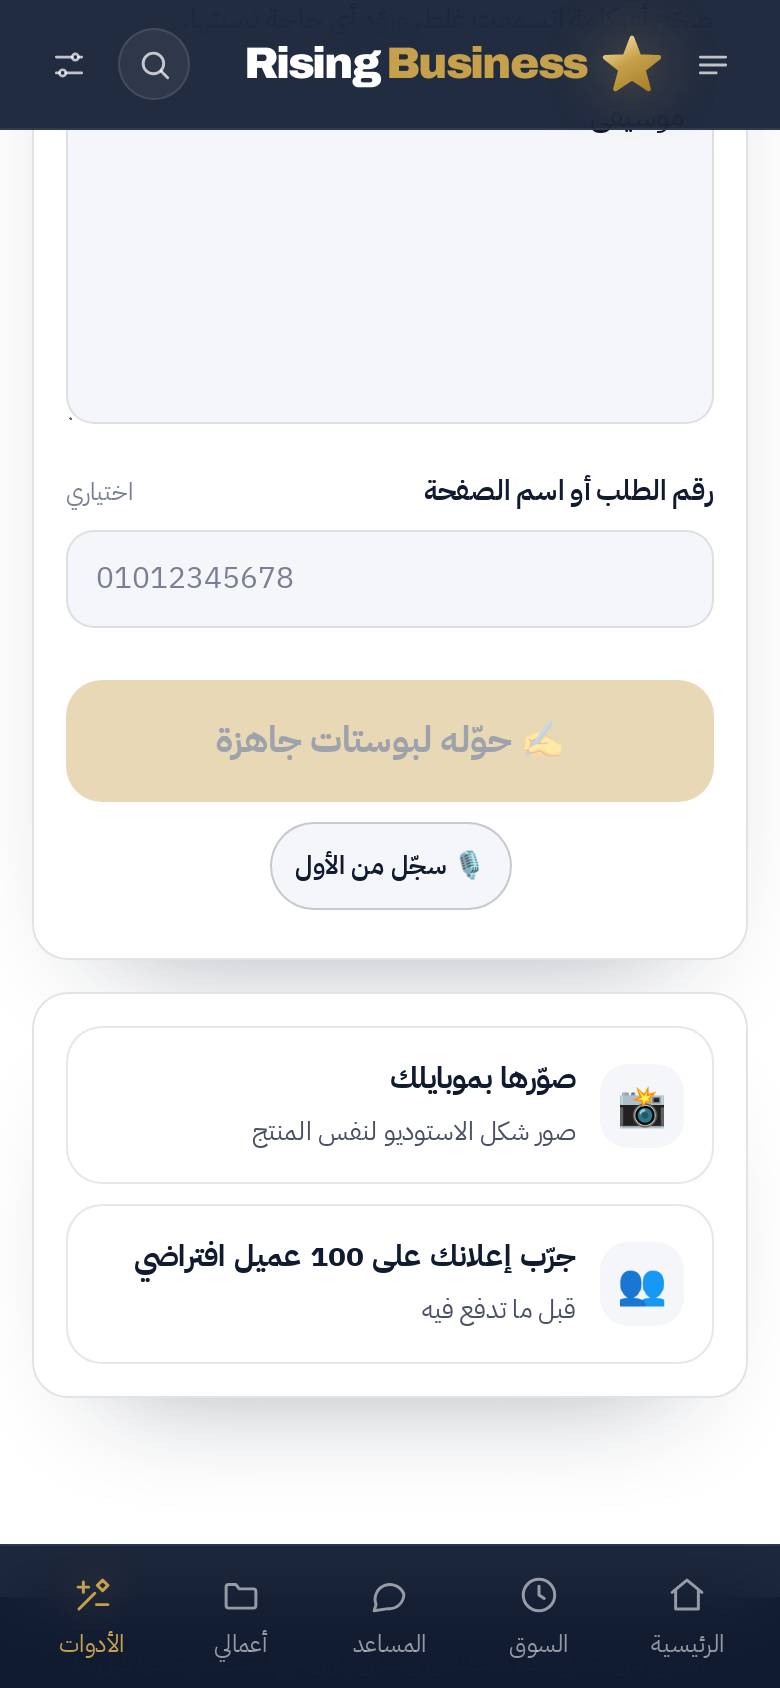 Rising Business
موسيقى
رقم الطلب أو اسم الصفحة
اختياري
01012345678
✍🏻 حوّله لبوستات جاهزة
🎙️ سجّل من الأول
صوّرها بموبايلك
صور شكل الاستوديو لنفس المنتج
جرّب إعلانك على 100 عميل افتراضي
قبل ما تدفع فيه
الرئيسية
السوق
المساعد
أعمالي
الأدوات